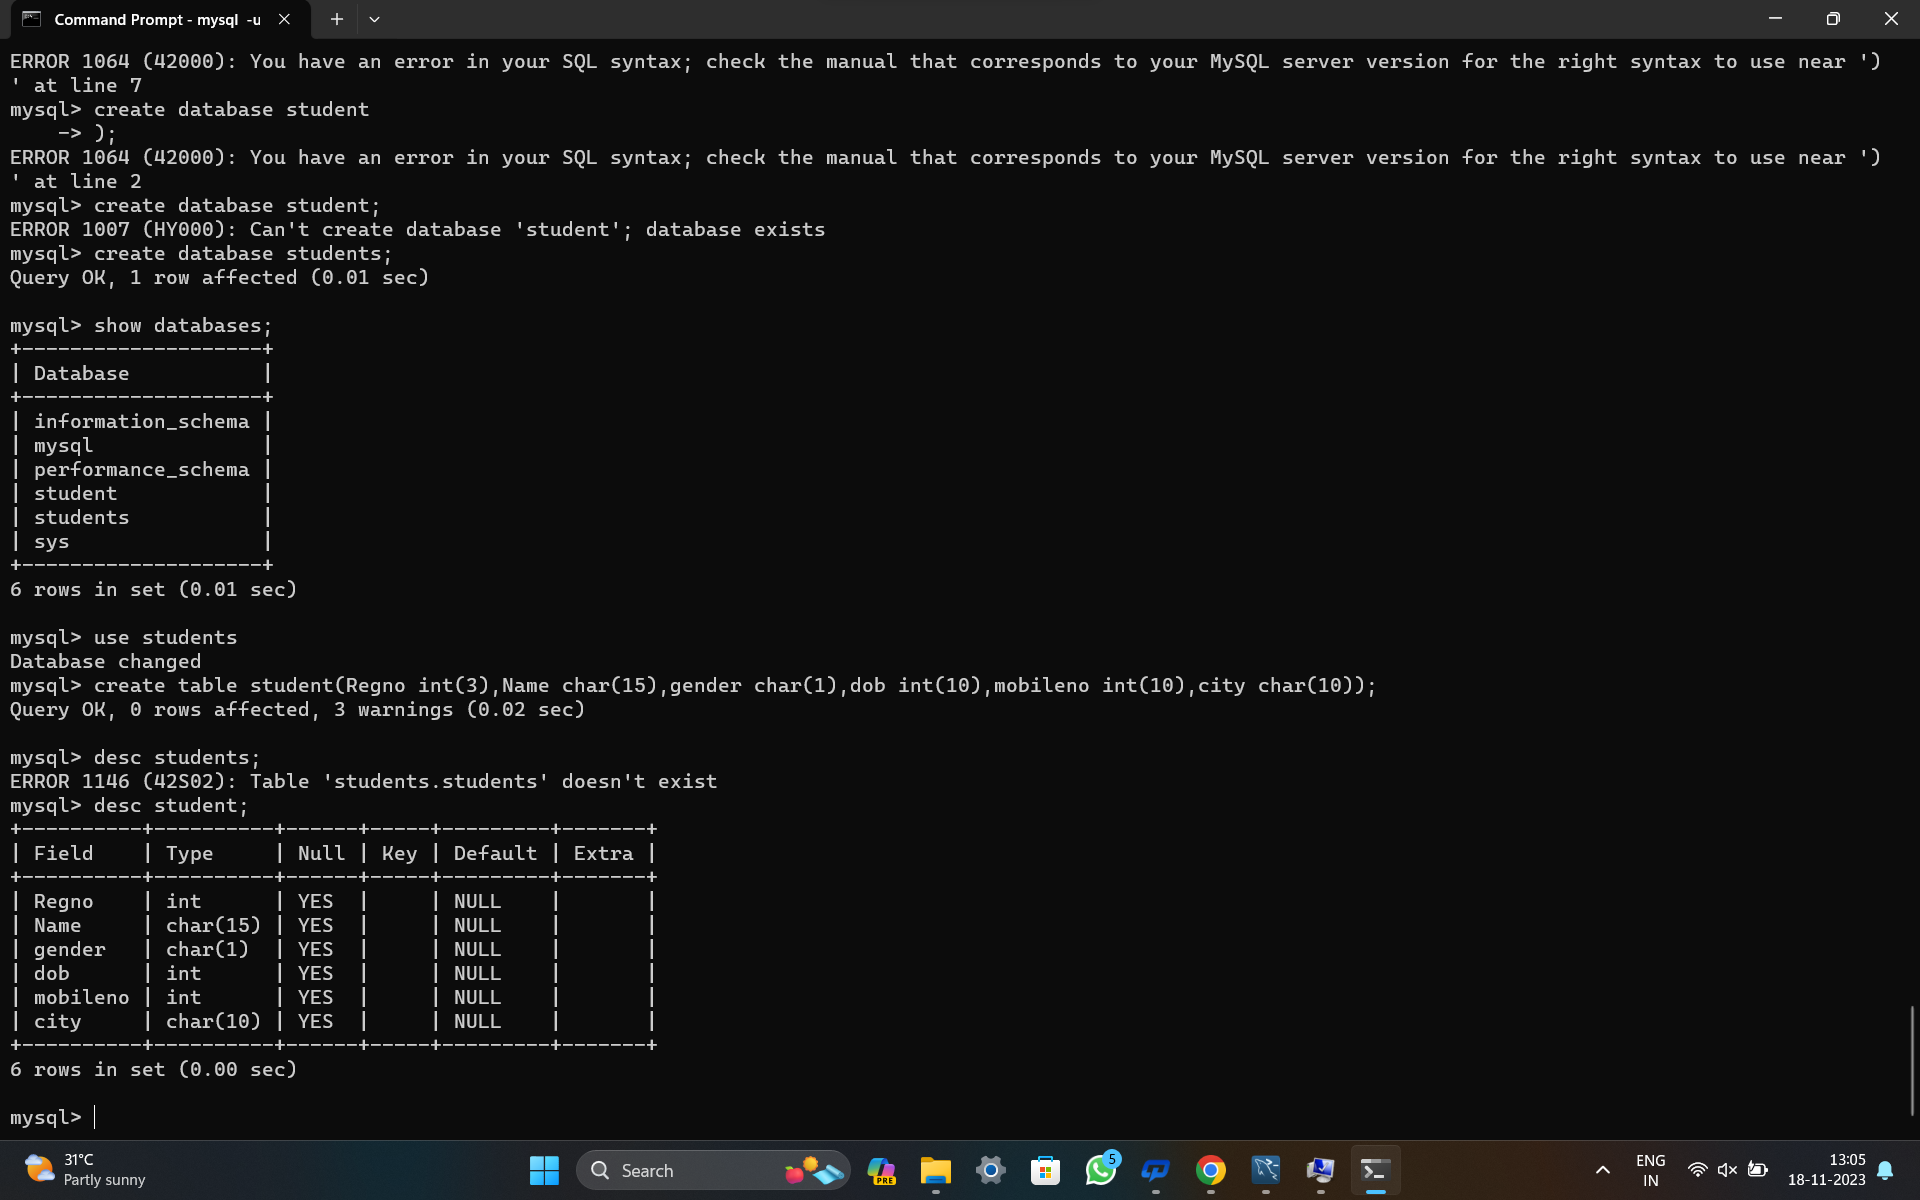 Command Prompt - mysql -u
ERROR 1064 (42000): You have an error in your SQL syntax; check the manual that corresponds to your MySQL server version for the right syntax to use near ')
' at line 7
mysql> create database student
    -> );
ERROR 1064 (42000): You have an error in your SQL syntax; check the manual that corresponds to your MySQL server version for the right syntax to use near ')
' at line 2
mysql> create database student;
ERROR 1007 (HY000): Can't create database 'student'; database exists
mysql> create database students;
Query OK, 1 row affected (0.01 sec)
mysql> show databases;
+--------------------+
| Database           |
+--------------------+
| information_schema |
| mysql              |
| performance_schema |
| student            |
| students           |
| sys                |
+--------------------+
6 rows in set (0.01 sec)
mysql> use students
Database changed
mysql> create table student(Regno int(3),Name char(15),gender char(1),dob int(10),mobileno int(10),city char(10));
Query OK, 0 rows affected, 3 warnings (0.02 sec)
mysql> desc students;
ERROR 1146 (42S02): Table 'students.students' doesn't exist
mysql> desc student;
+----------+----------+------+-----+---------+-------+
| Field    | Type     | Null | Key | Default | Extra |
+----------+----------+------+-----+---------+-------+
| Regno    | int      | YES  |     | NULL    |       |
| Name     | char(15) | YES  |     | NULL    |       |
| gender   | char(1)  | YES  |     | NULL    |       |
| dob      | int      | YES  |     | NULL    |       |
| mobileno | int      | YES  |     | NULL    |       |
| city     | char(10) | YES  |     | NULL    |       |
+----------+----------+------+-----+---------+-------+
6 rows in set (0.00 sec)
mysql>
31°C
Partly sunny
Search
PRE
5
ENG
IN
13:05
18-11-2023